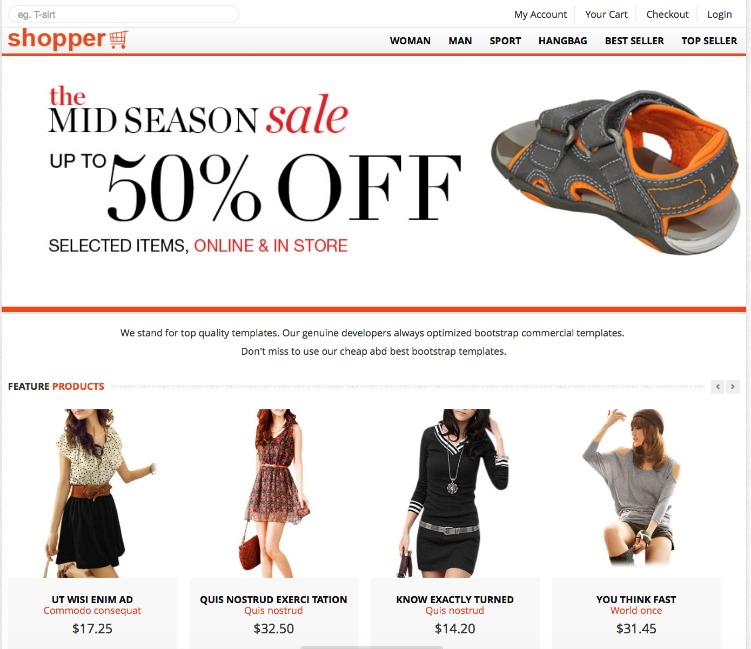 eg. T-sirt
My Account
Your Cart
Checkout
Login
shopper
WOMAN
MAN
SPORT
HANGBAG
BEST SELLER
TOP SELLER
the
MID SEASON sale
UP TO 50% OFF
SELECTED ITEMS, ONLINE & IN STORE
We stand for top quality templates. Our genuine developers always optimized bootstrap commercial templates.
Don't miss to use our cheap abd best bootstrap templates.
FEATURE PRODUCTS
UT WISI ENIM AD
Commodo consequat
$17.25
QUIS NOSTRUD EXERCI TATION
Quis nostrud
$32.50
KNOW EXACTLY TURNED
Quis nostrud
$14.20
YOU THINK FAST
World once
$31.45